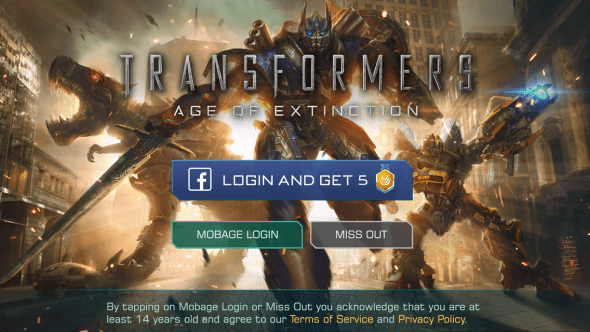 TRANSFORMERS
AGE OF EXTINCTION
f LOGIN AND GET 5
MOBAGE LOGIN
MISS OUT
By tapping on Mobage Login or Miss Out you acknowledge that you are at
least 14 years old and agree to our Terms of Service and Privacy Policy.